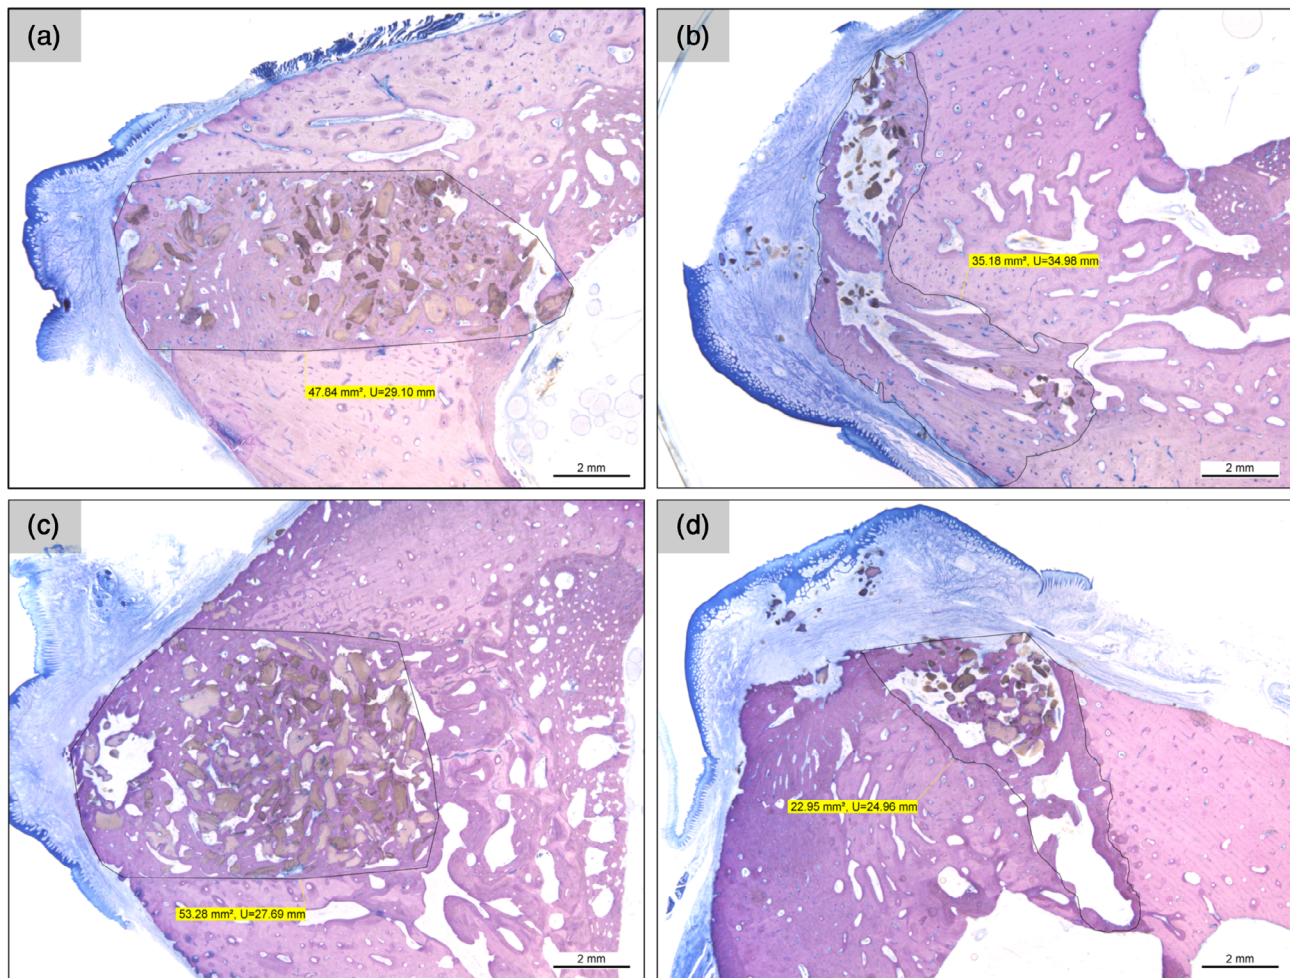 (a)
47.84 mm², U=29.10 mm
2 mm
(b)
35.18 mm², U=34.98 mm
2 mm
(c)
53.28 mm², U=27.69 mm
2 mm
(d)
22.95 mm², U=24.96 mm
2 mm